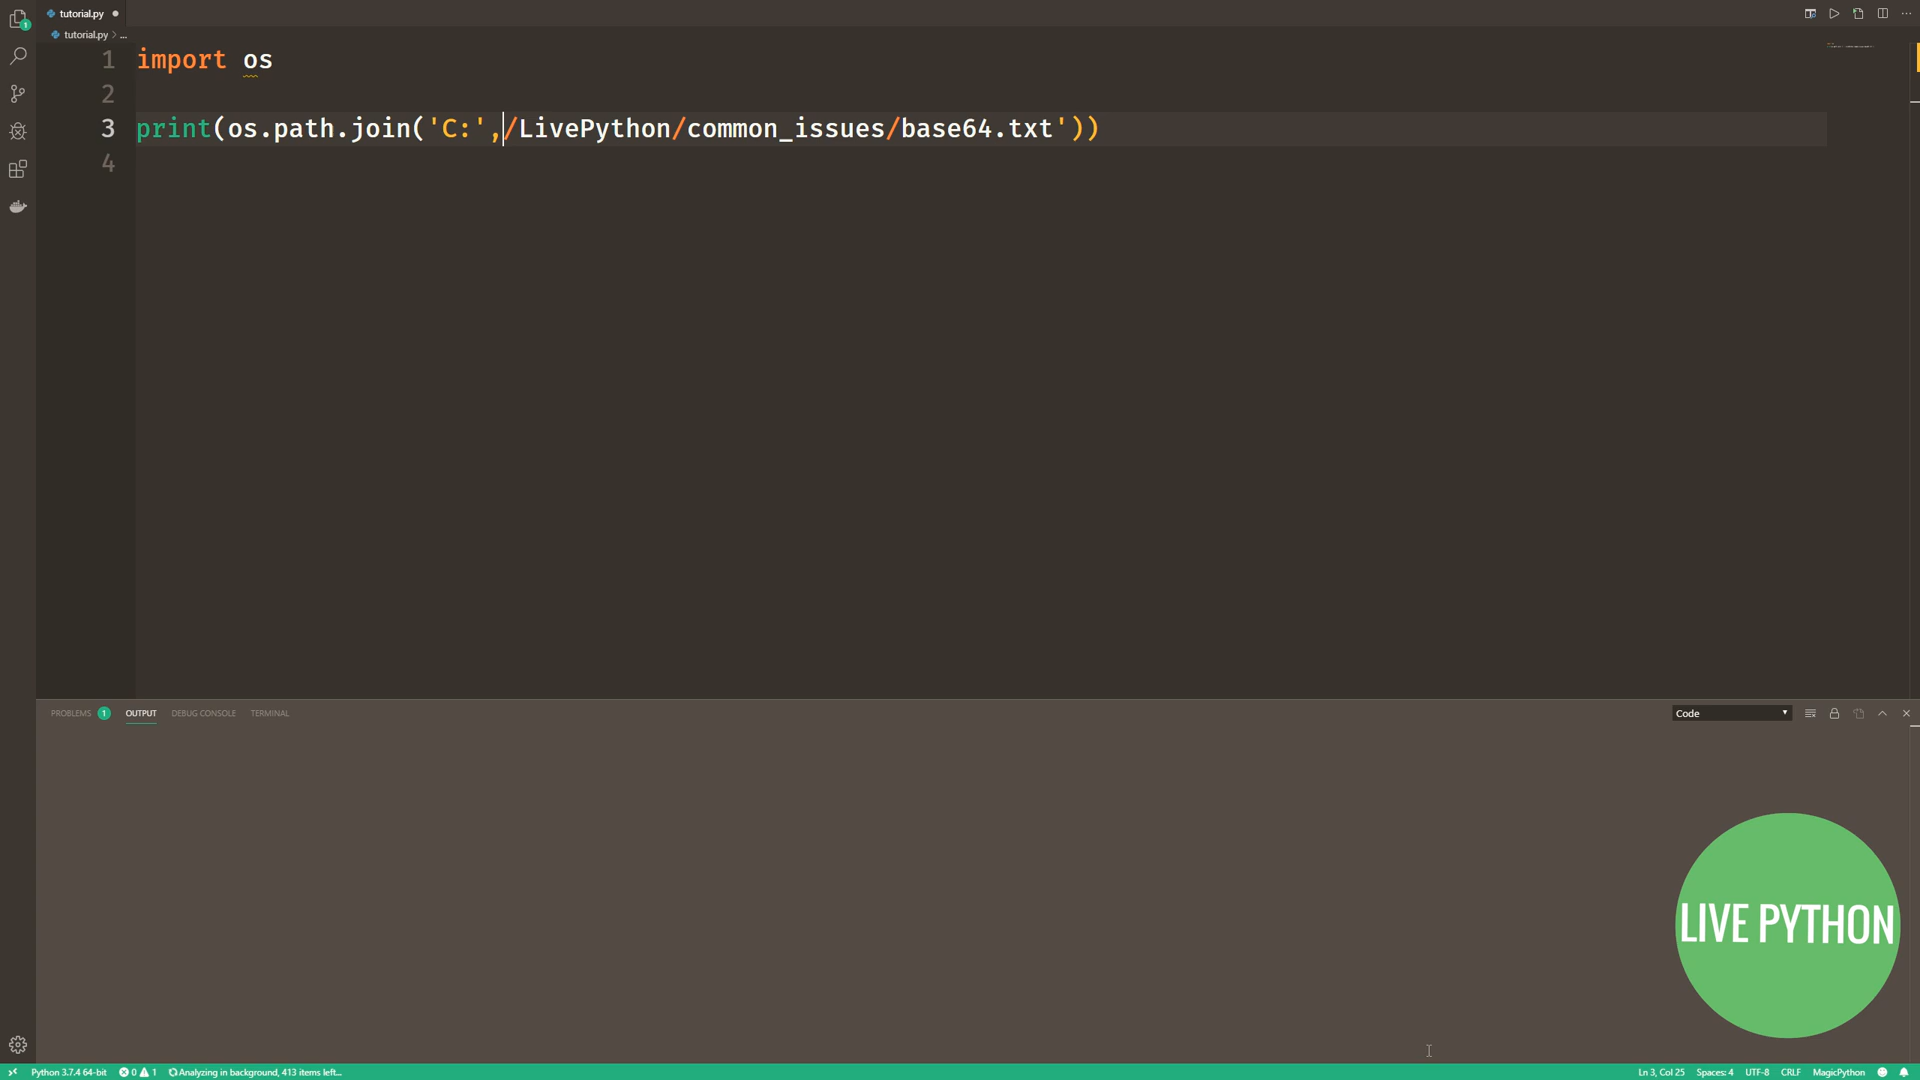 1
tutorial.py
tutorial.py > ...
1 import os
2
3 print(os.path.join('C:',/LivePython/common_issues/base64.txt'))
4
PROBLEMS 1 OUTPUT DEBUG CONSOLE TERMINAL
Code
LIVE PYTHON
Python 3.7.4 64-bit 0 1 Analyzing in background, 413 items left... Ln 3, Col 25 Spaces: 4 UTF-8 CRLF MagicPython